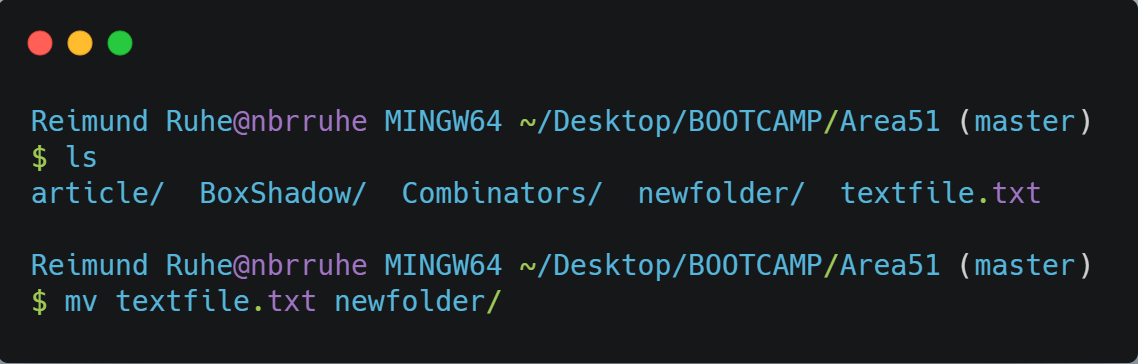 Reimund Ruhe@nbrruhe MINGW64 ~/Desktop/BOOTCAMP/Area51 (master)
$ ls
article/  BoxShadow/  Combinators/  newfolder/  textfile.txt
Reimund Ruhe@nbrruhe MINGW64 ~/Desktop/BOOTCAMP/Area51 (master)
$ mv textfile.txt newfolder/